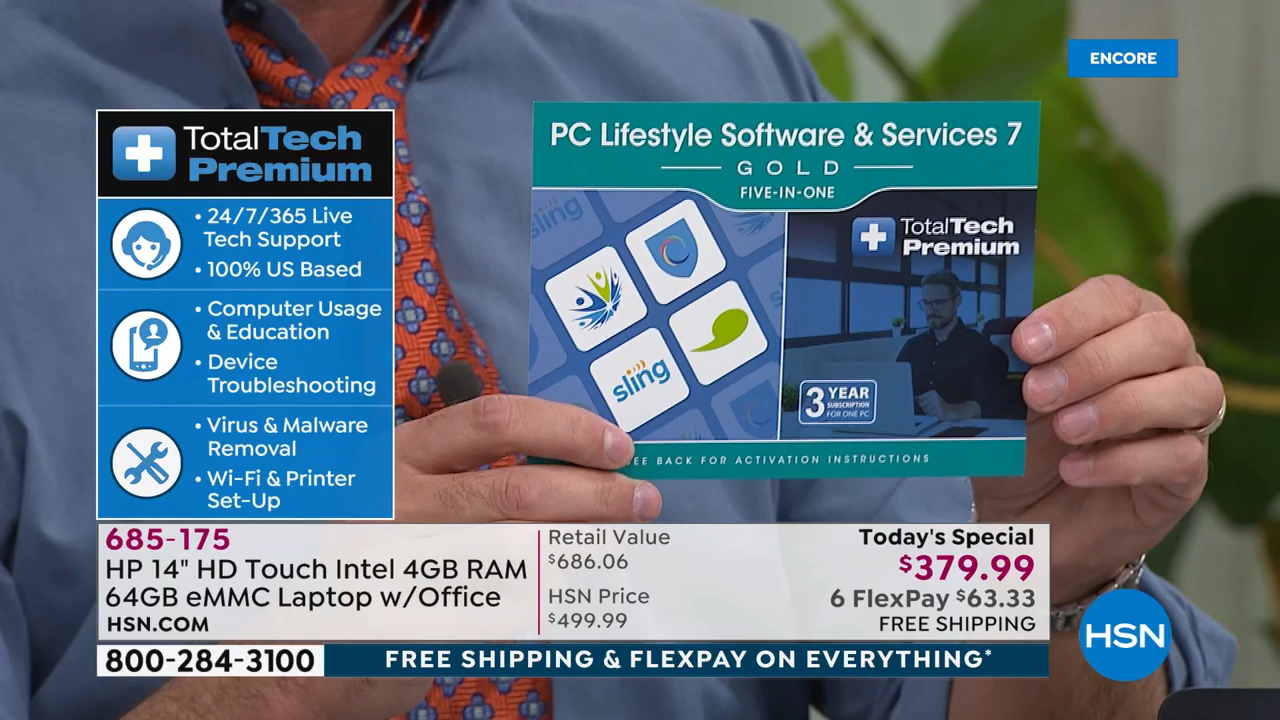 ENCORE
TotalTech
Premium
• 24/7/365 Live
Tech Support
• 100% US Based
• Computer Usage
& Education
• Device
Troubleshooting
• Virus & Malware
Removal
• Wi-Fi & Printer
Set-Up
PC Lifestyle Software & Services 7
GOLD
FIVE-IN-ONE
sling
TotalTech
Premium
sling
3 YEAR
SUBSCRIPTION
FOR ONE PC
EE BACK FOR ACTIVATION INSTRUCTIONS
685-175
HP 14" HD Touch Intel 4GB RAM
64GB eMMC Laptop w/Office
HSN.COM
Retail Value
$686.06
HSN Price
$499.99
Today's Special
$379.99
6 FlexPay $63.33
FREE SHIPPING
HSN
800-284-3100
FREE SHIPPING & FLEXPAY ON EVERYTHING*